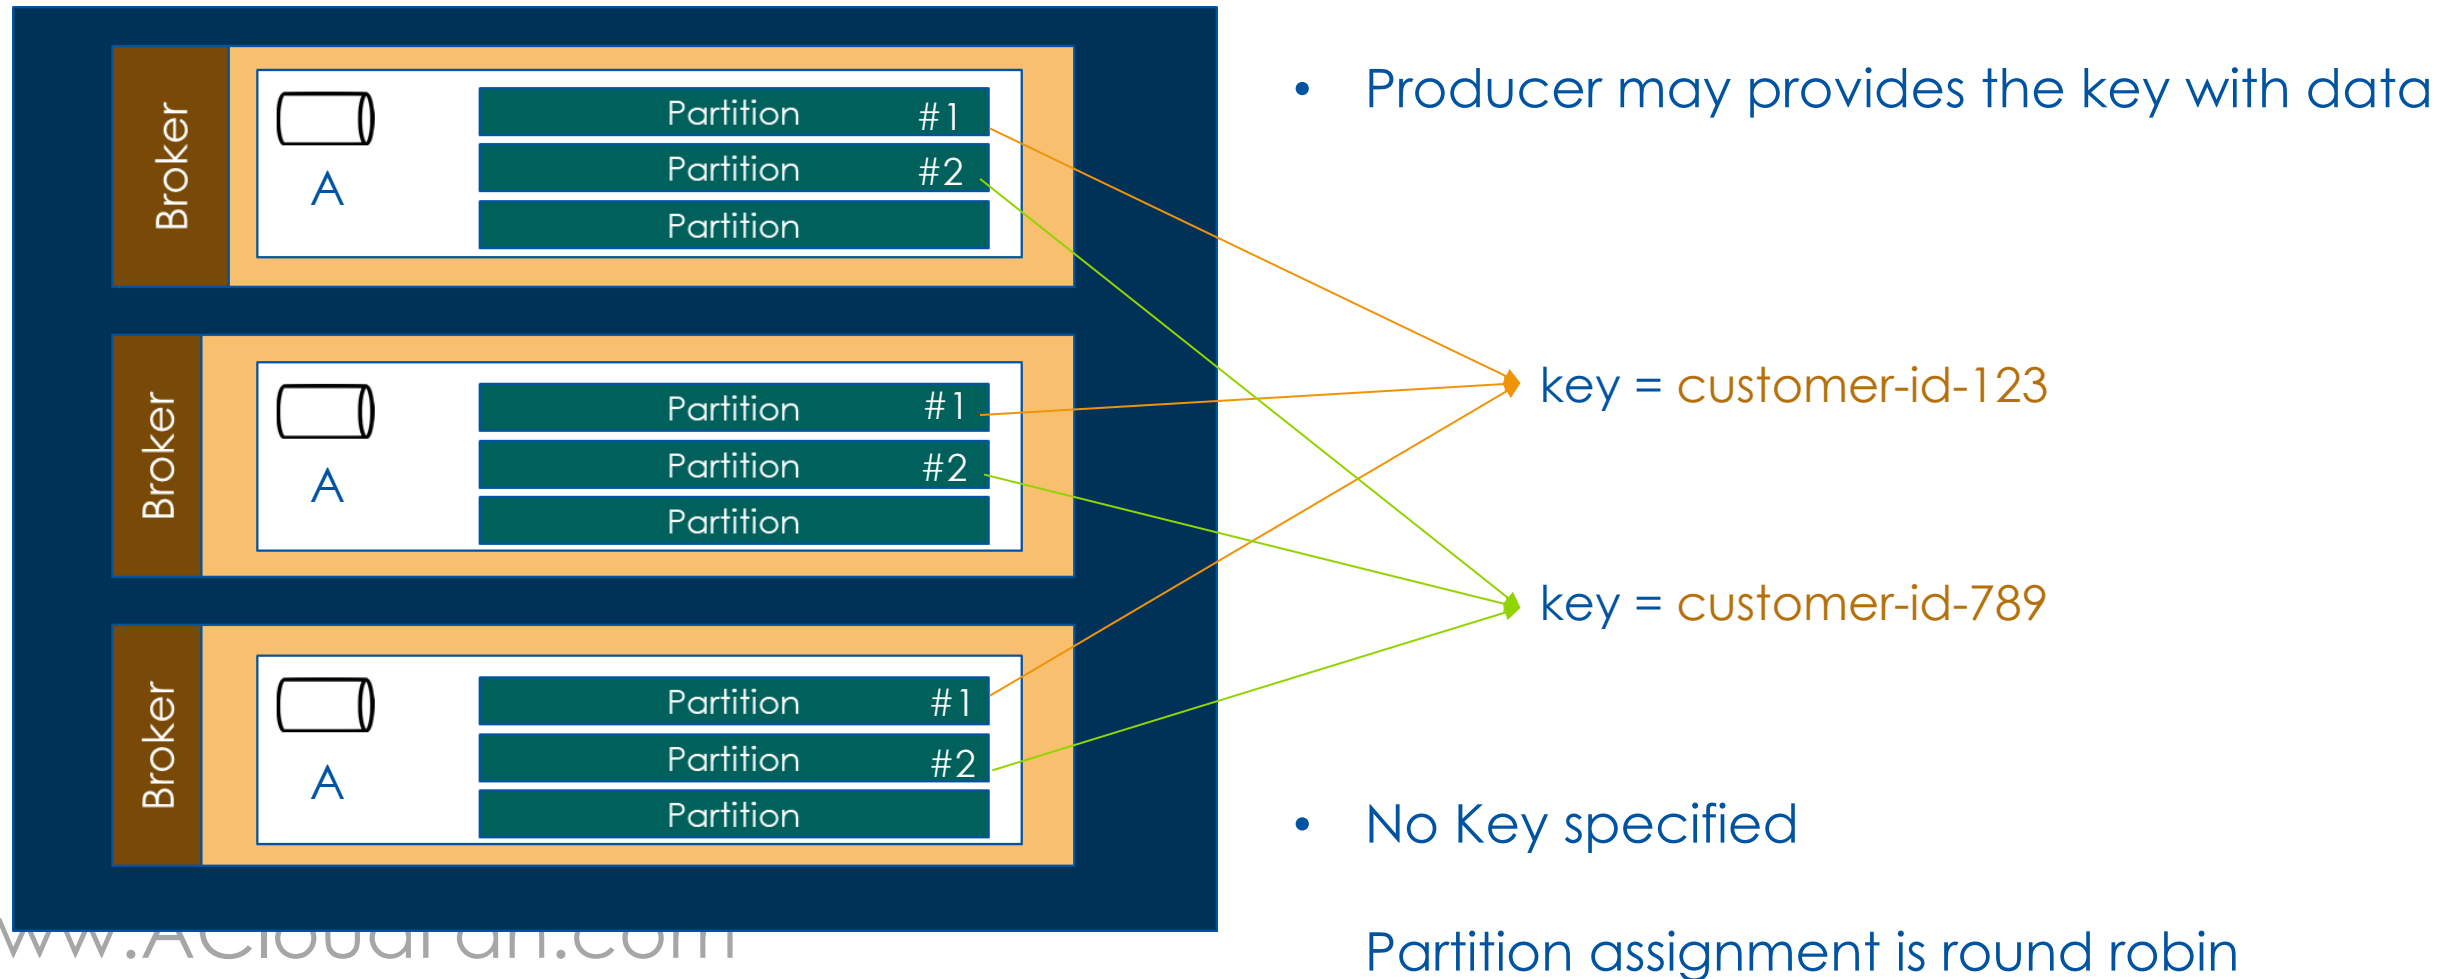 Broker
A
Partition #1
Partition #2
Partition
Broker
A
Partition #1
Partition #2
Partition
Broker
A
Partition #1
Partition #2
Partition
• Producer may provides the key with data
key = customer-id-123
key = customer-id-789
• No Key specified
Partition assignment is round robin